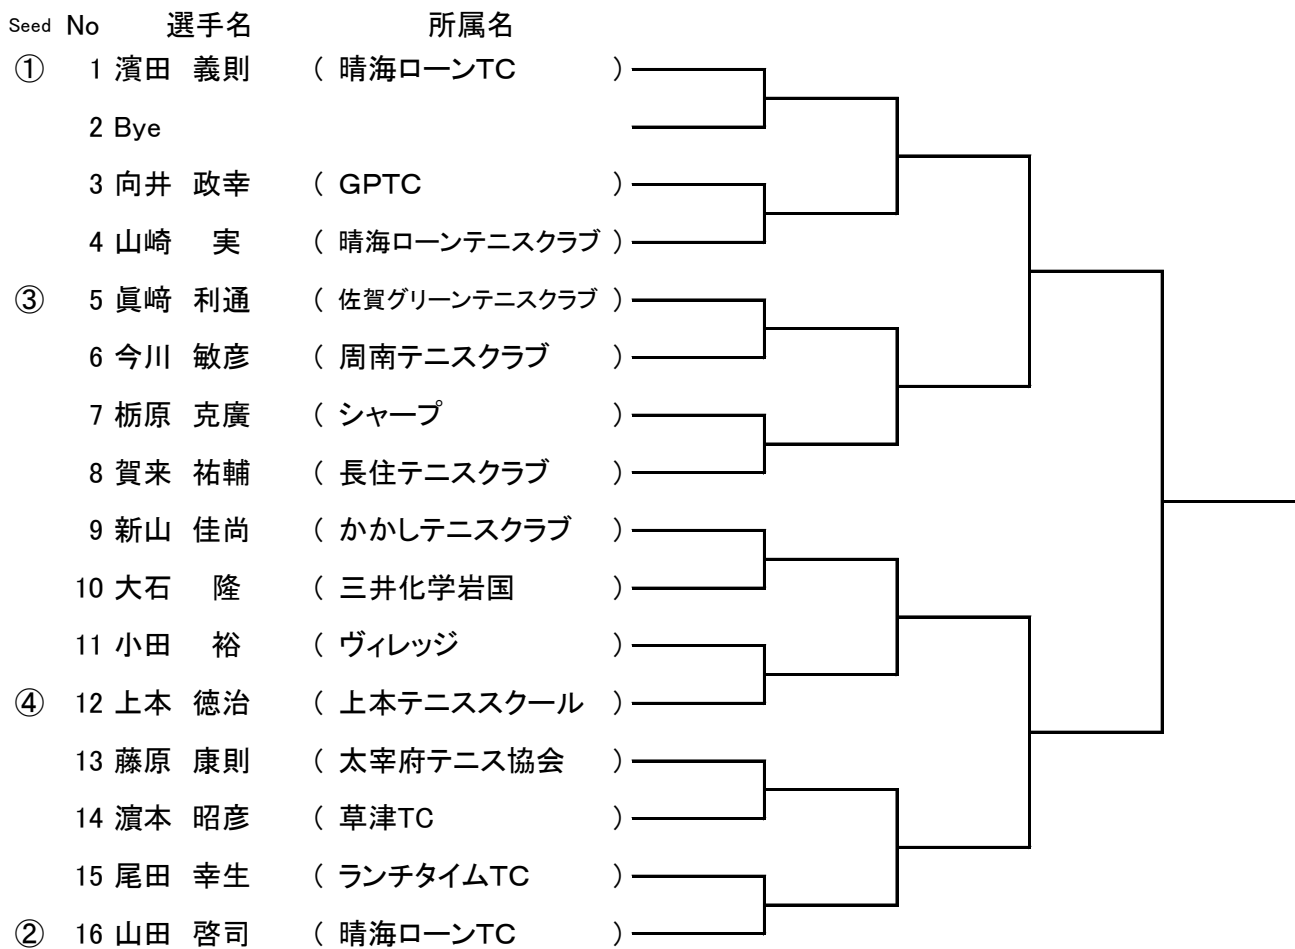 Seed No 選手名 所属名
① 1 濱田 義則 ( 晴海ローンTC )
2 Bye
3 向井 政幸 ( GPTC )
4 山崎 実 ( 晴海ローンテニスクラブ )
③ 5 眞﨑 利通 ( 佐賀グリーンテニスクラブ )
6 今川 敏彦 ( 周南テニスクラブ )
7 栃原 克廣 ( シャープ )
8 賀来 祐輔 ( 長住テニスクラブ )
9 新山 佳尚 ( かかしテニスクラブ )
10 大石 隆 ( 三井化学岩国 )
11 小田 裕 ( ヴィレッジ )
④ 12 上本 徳治 ( 上本テニススクール )
13 藤原 康則 ( 太宰府テニス協会 )
14 濵本 昭彦 ( 草津TC )
15 尾田 幸生 ( ランチタイムTC )
② 16 山田 啓司 ( 晴海ローンTC )